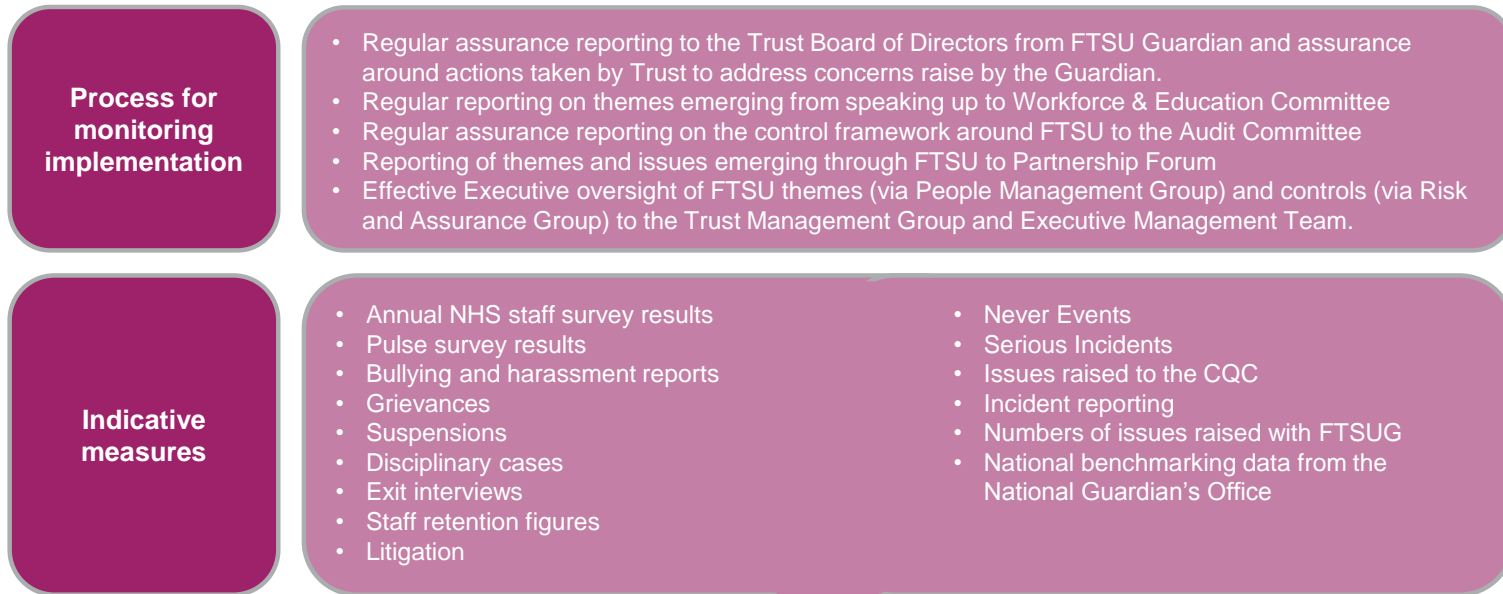 Process for
monitoring
implementation
• Regular assurance reporting to the Trust Board of Directors from FTSU Guardian and assurance
around actions taken by Trust to address concerns raise by the Guardian.
• Regular reporting on themes emerging from speaking up to Workforce & Education Committee
• Regular assurance reporting on the control framework around FTSU to the Audit Committee
• Reporting of themes and issues emerging through FTSU to Partnership Forum
• Effective Executive oversight of FTSU themes (via People Management Group) and controls (via Risk
and Assurance Group) to the Trust Management Group and Executive Management Team.
Indicative
measures
• Annual NHS staff survey results
• Pulse survey results
• Bullying and harassment reports
• Grievances
• Suspensions
• Disciplinary cases
• Exit interviews
• Staff retention figures
• Litigation
• Never Events
• Serious Incidents
• Issues raised to the CQC
• Incident reporting
• Numbers of issues raised with FTSUG
• National benchmarking data from the
National Guardian’s Office